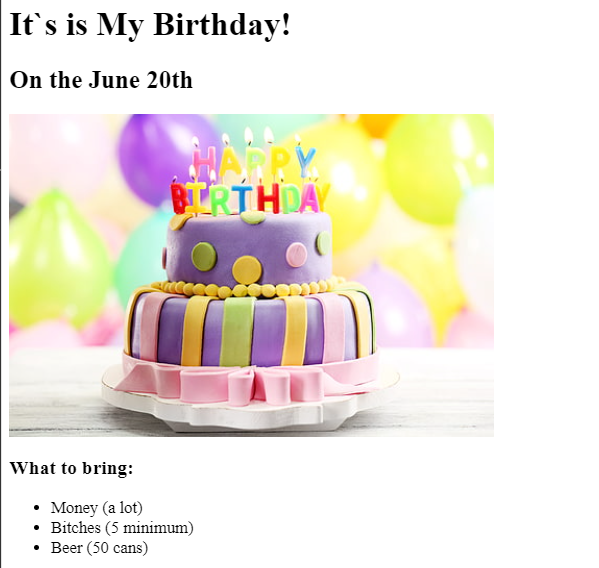 It`s is My Birthday!
On the June 20th
HAPPY
BIRTHDAY
What to bring:
• Money (a lot)
• Bitches (5 minimum)
• Beer (50 cans)